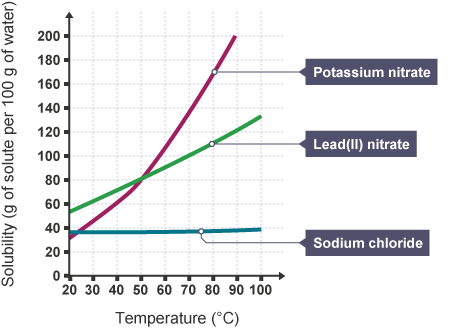 Solubility (g of solute per 100 g of water)
200
180
160
140
120
100
80
60
40
20
0
20 30 40 50 60 70 80 90 100
Temperature (°C)
Potassium nitrate
Lead(II) nitrate
Sodium chloride